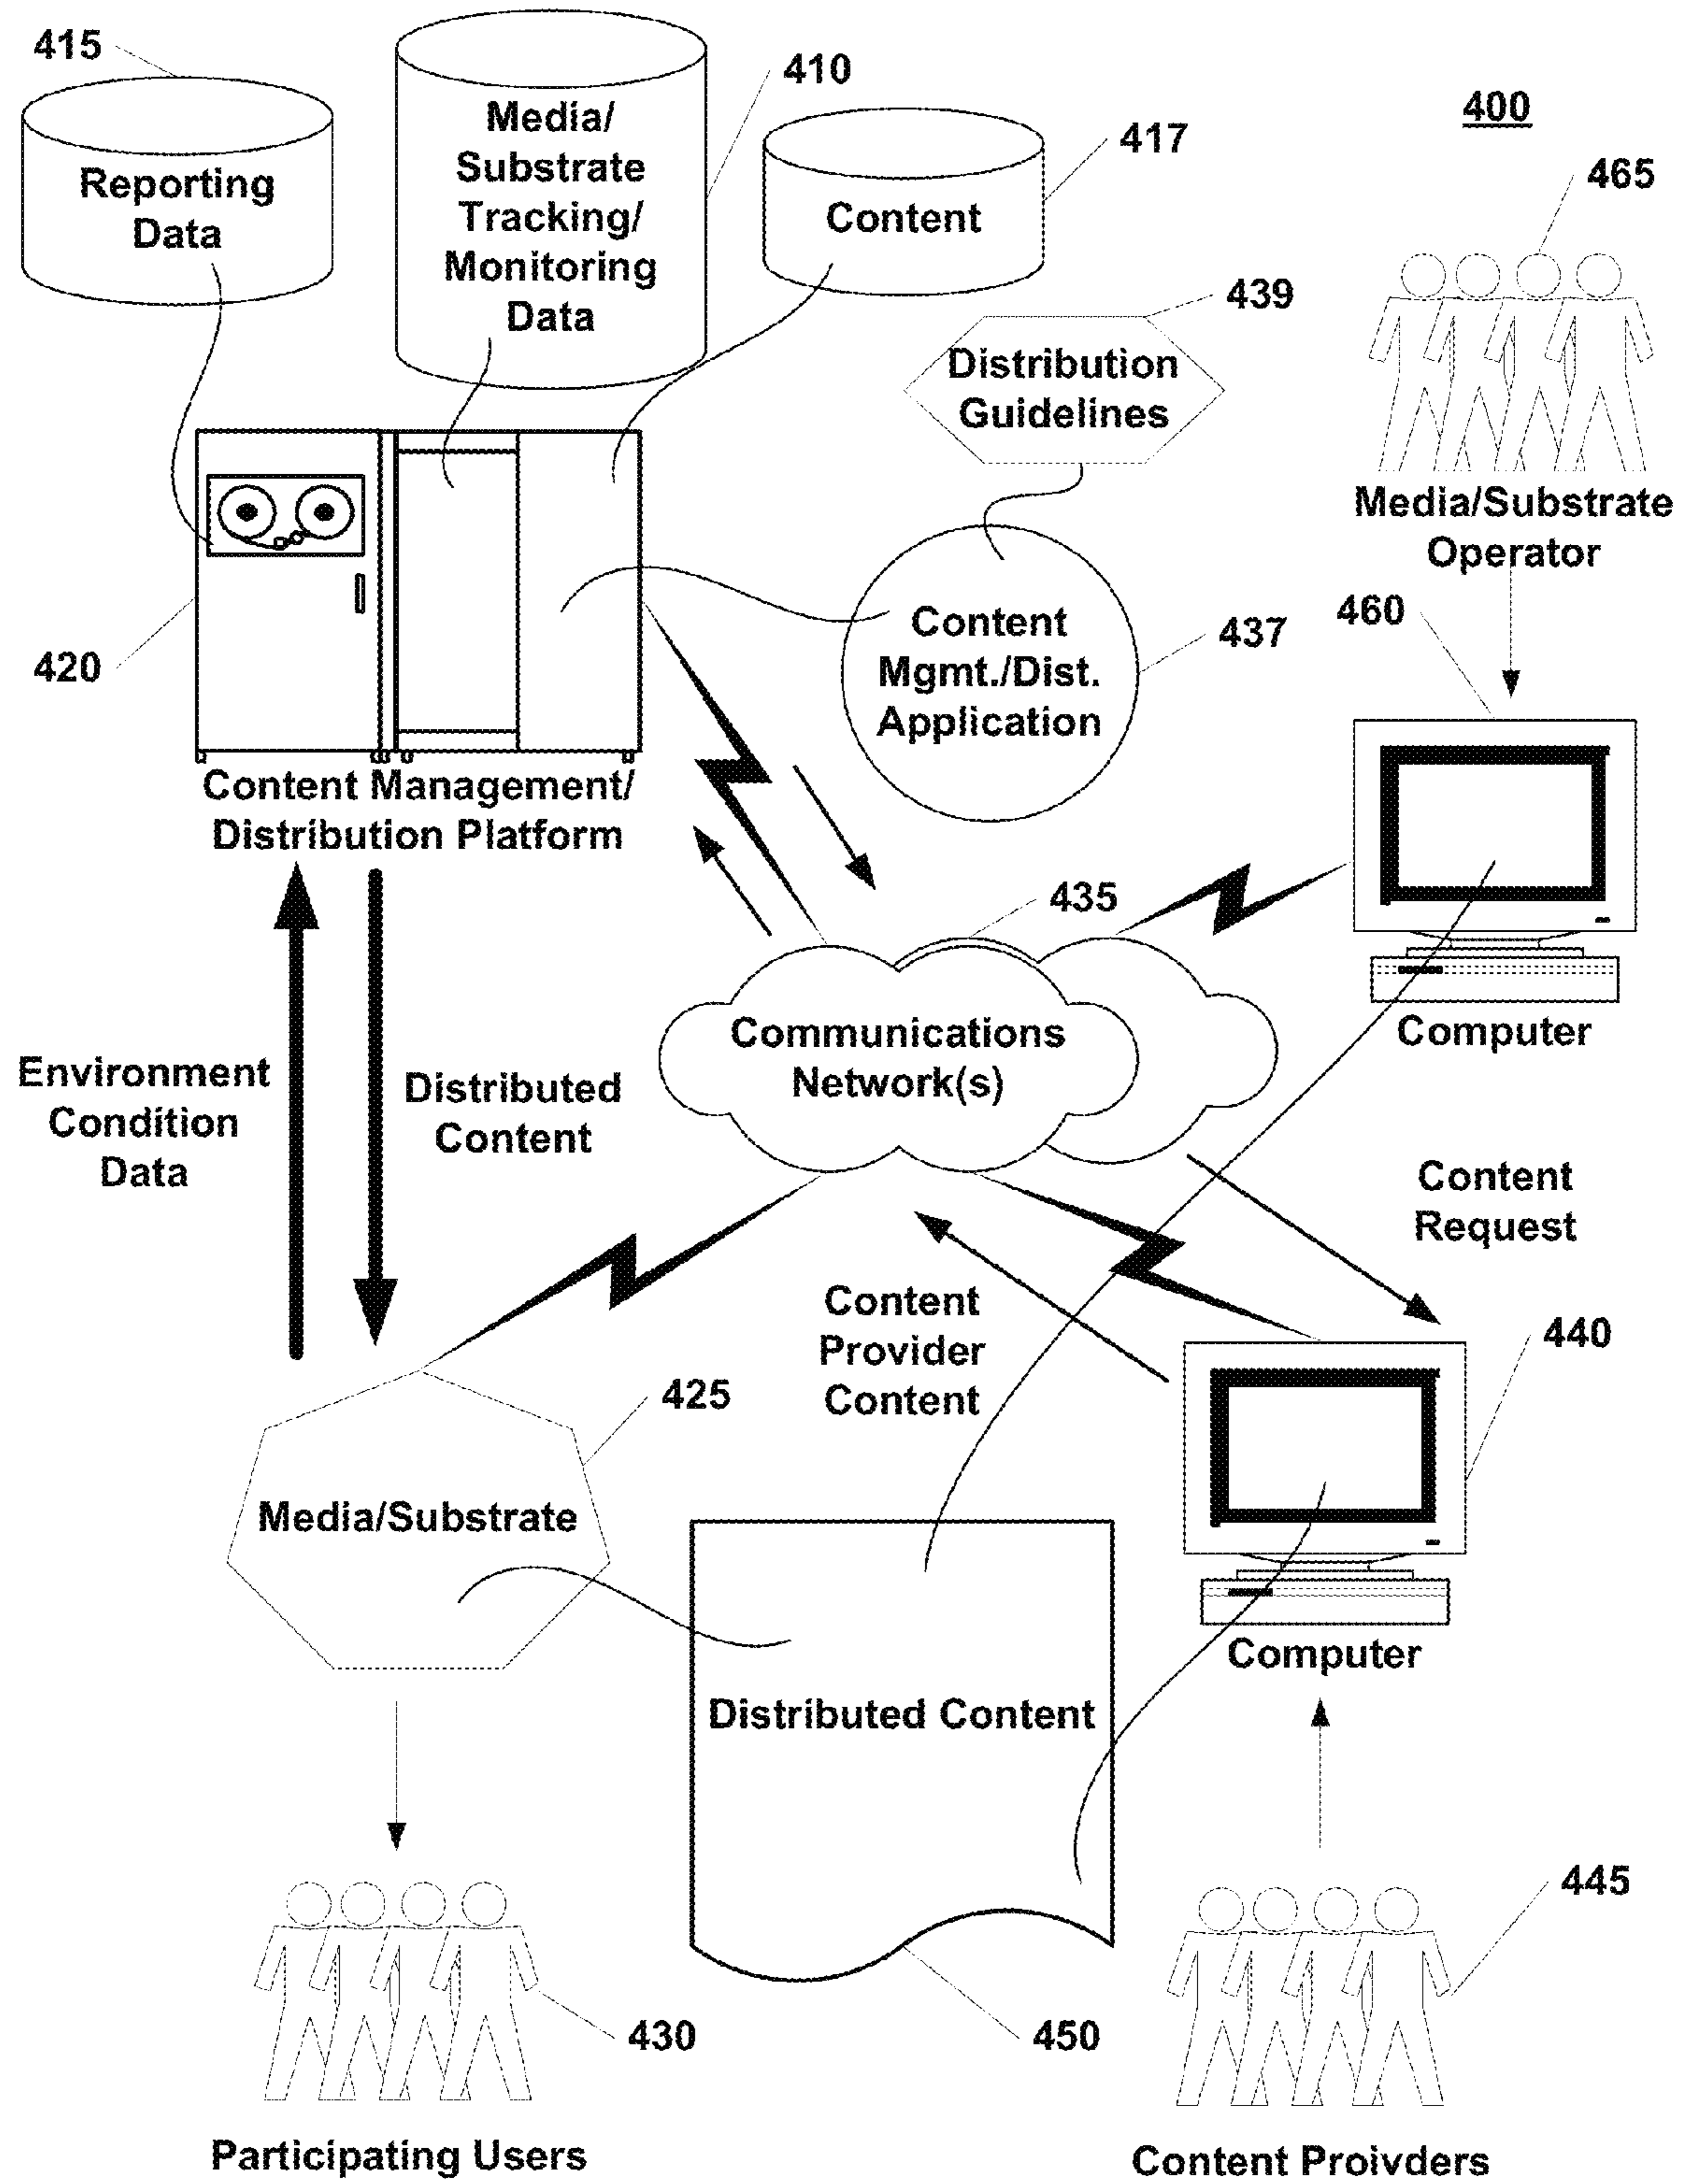 415
410
417
400
465
Reporting
Data
Media/
Substrate
Tracking/
Monitoring
Data
Content
439
Distribution
Guidelines
Media/Substrate
Operator
420
Content
Mgmt./Dist.
Application
437
460
Content Management/
Distribution Platform
435
Communications
Network(s)
Computer
Environment
Condition
Data
Distributed
Content
Content
Request
Content
Provider
Content
440
425
Media/Substrate
Computer
Distributed Content
445
430
450
Participating Users
Content Proivders